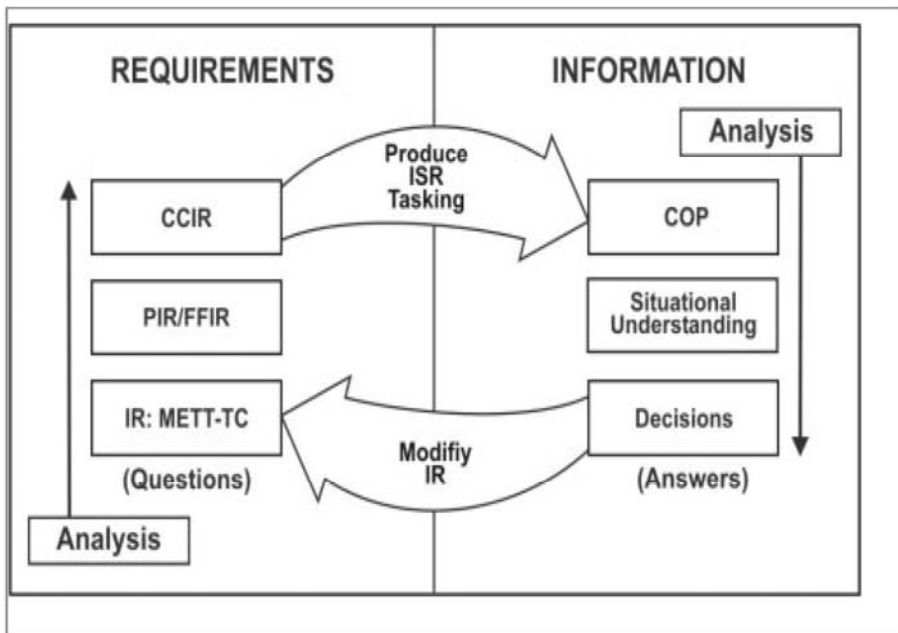 REQUIREMENTS
INFORMATION
Analysis
Produce
ISR
Tasking
CCIR
COP
PIR/FFIR
Situational
Understanding
IR: METT-TC
Decisions
Modifiy
IR
(Questions)
(Answers)
Analysis